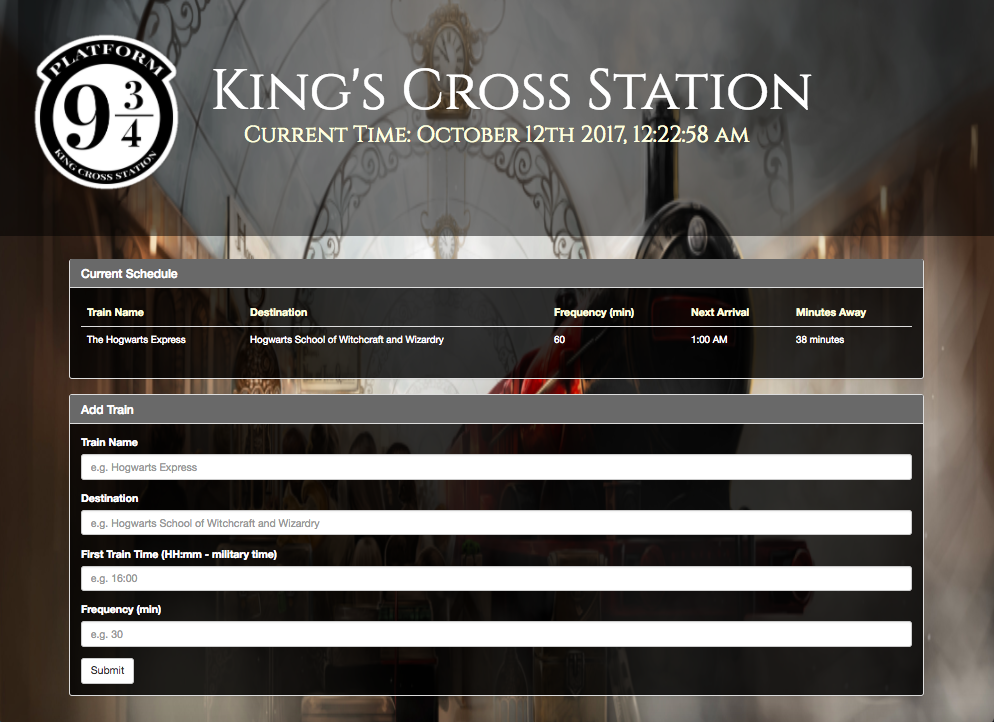 PLATFORM
9 3/4
KING CROSS STATION
King's Cross Station
Current Time: October 12th 2017, 12:22:58 am
Current Schedule
Train Name Destination Frequency (min) Next Arrival Minutes Away
The Hogwarts Express Hogwarts School of Witchcraft and Wizardry 60 1:00 AM 38 minutes
Add Train
Train Name
e.g. Hogwarts Express
Destination
e.g. Hogwarts School of Witchcraft and Wizardry
First Train Time (HH:mm - military time)
e.g. 16:00
Frequency (min)
e.g. 30
Submit